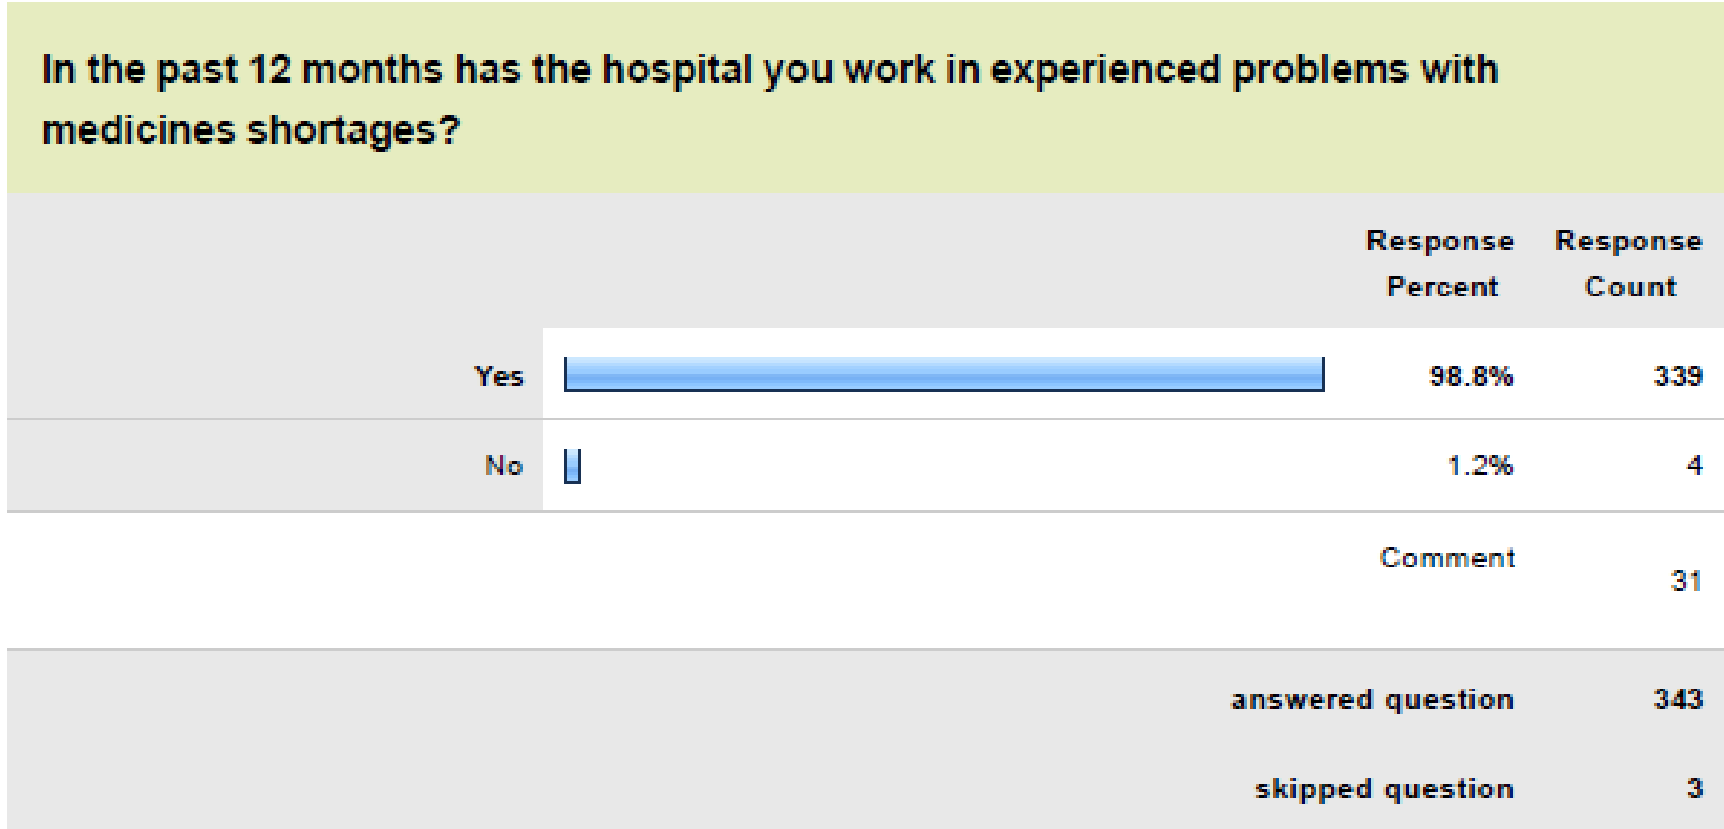 In the past 12 months has the hospital you work in experienced problems with
medicines shortages?
Response Response
Percent Count
Yes 98.8% 339
No 1.2% 4
Comment
31
answered question 343
skipped question 3